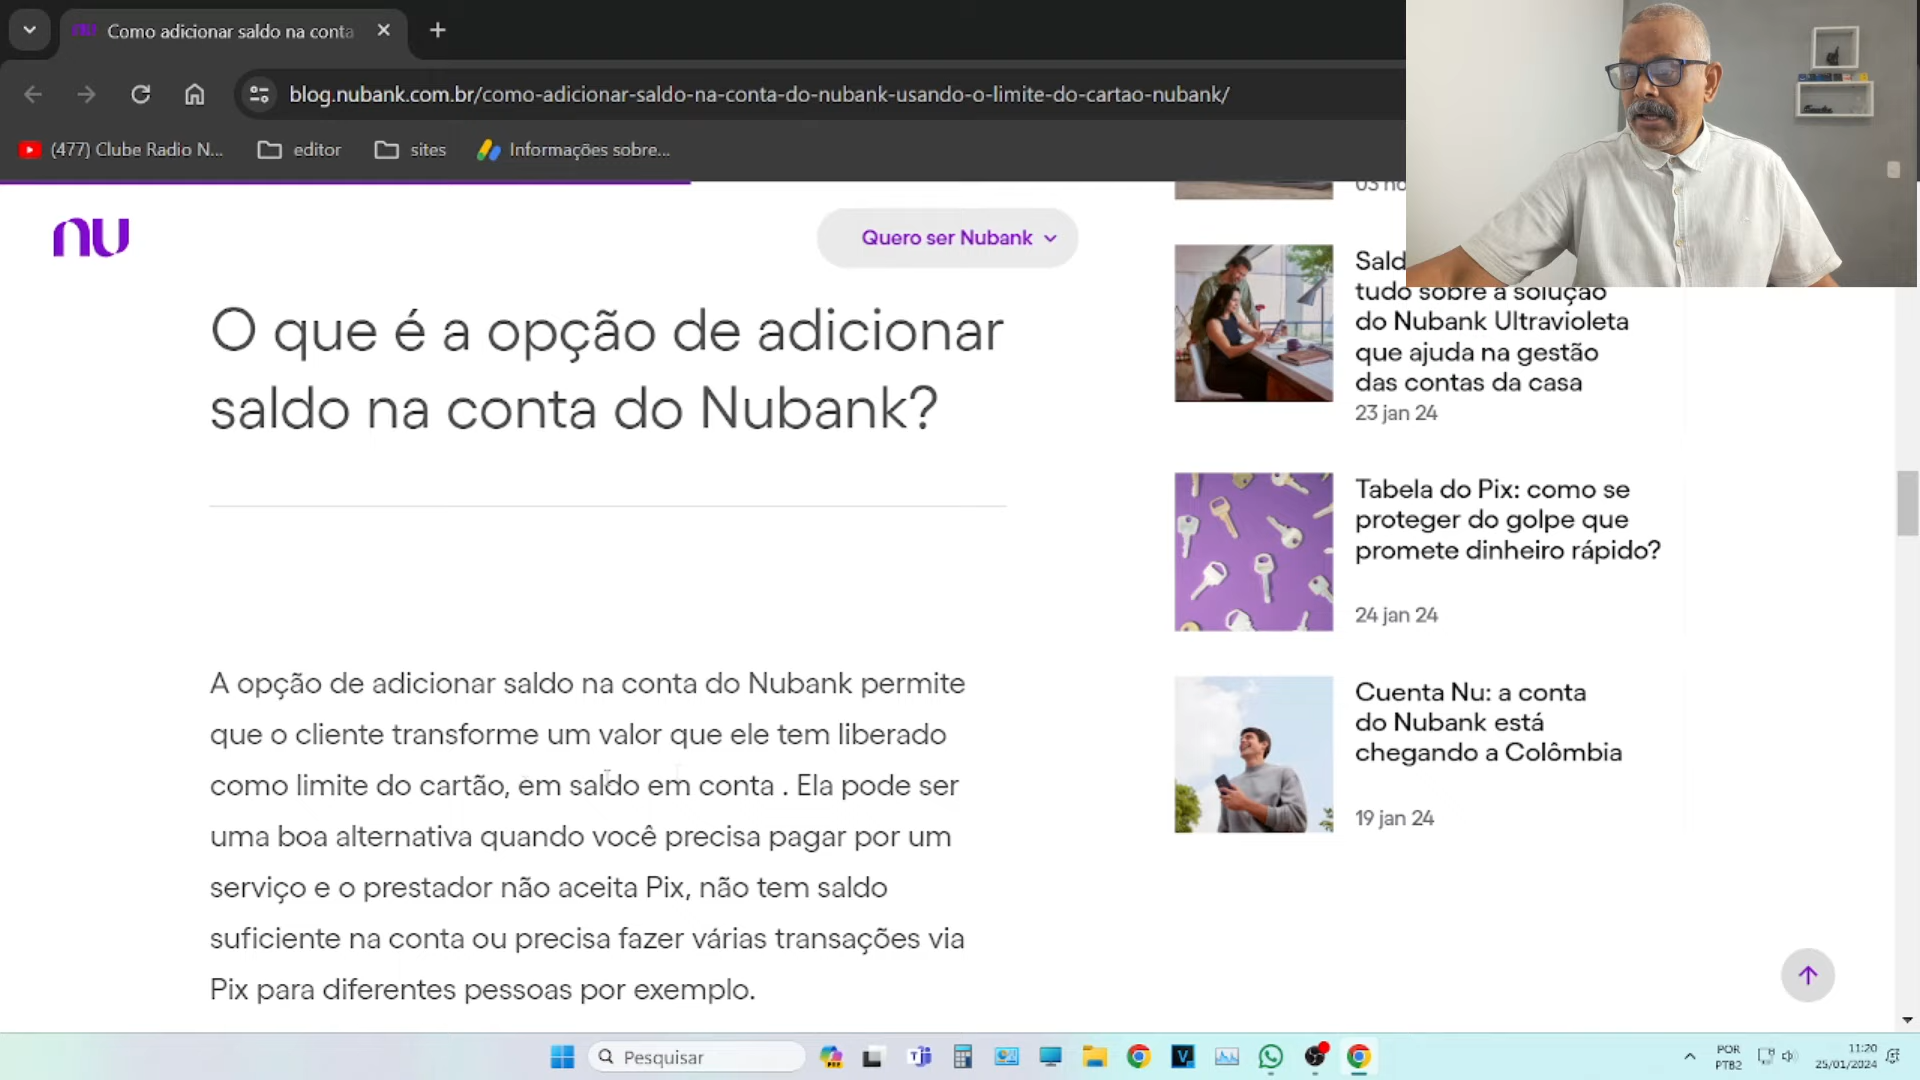 Como adicionar saldo na conta
blog.nubank.com.br/como-adicionar-saldo-na-conta-do-nubank-usando-o-limite-do-cartao-nubank/
(477) Clube Radio N...
editor
sites
Informações sobre...
nu
Quero ser Nubank
O que é a opção de adicionar
saldo na conta do Nubank?
A opção de adicionar saldo na conta do Nubank permite
que o cliente transforme um valor que ele tem liberado
como limite do cartão, em saldo em conta . Ela pode ser
uma boa alternativa quando você precisa pagar por um
serviço e o prestador não aceita Pix, não tem saldo
suficiente na conta ou precisa fazer várias transações via
Pix para diferentes pessoas por exemplo.
03 no
Sald
tudo sobre a solução
do Nubank Ultravioleta
que ajuda na gestão
das contas da casa
23 jan 24
Tabela do Pix: como se
proteger do golpe que
promete dinheiro rápido?
24 jan 24
Cuenta Nu: a conta
do Nubank está
chegando a Colômbia
19 jan 24
Pesquisar
POR
PTB2
11:20
25/01/2024